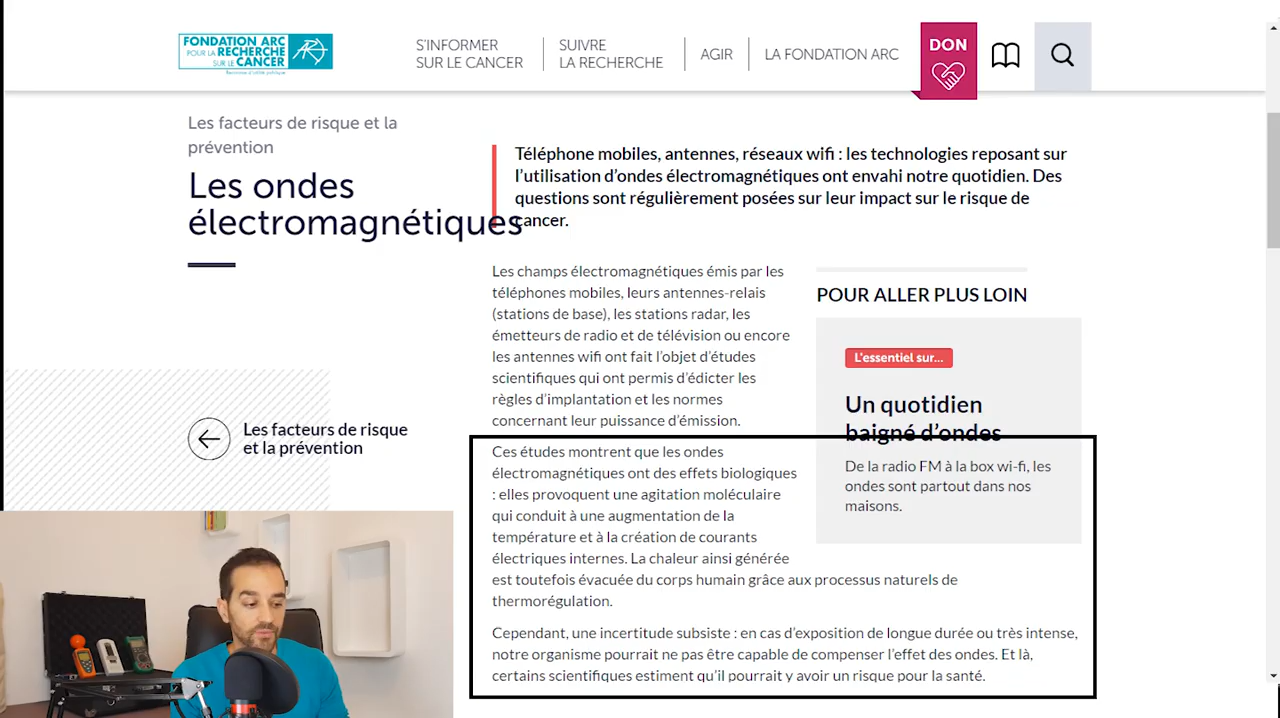 FONDATION ARC
POUR LA RECHERCHE
SUR LE CANCER
Reconnue d'utilité publique
S'INFORMER
SUR LE CANCER
SUIVRE
LA RECHERCHE
AGIR
LA FONDATION ARC
DON
Les facteurs de risque et la
prévention
Les ondes
électromagnétiques
Téléphone mobiles, antennes, réseaux wifi : les technologies reposant sur
l'utilisation d'ondes électromagnétiques ont envahi notre quotidien. Des
questions sont régulièrement posées sur leur impact sur le risque de
cancer.
Les champs électromagnétiques émis par les
téléphones mobiles, leurs antennes-relais
(stations de base), les stations radar, les
émetteurs de radio et de télévision ou encore
les antennes wifi ont fait l'objet d'études
scientifiques qui ont permis d'édicter les
règles d'implantation et les normes
concernant leur puissance d'émission.
POUR ALLER PLUS LOIN
L'essentiel sur...
Un quotidien
baigné d'ondes
De la radio FM à la box wi-fi, les
ondes sont partout dans nos
maisons.
Les facteurs de risque
et la prévention
Ces études montrent que les ondes
électromagnétiques ont des effets biologiques
: elles provoquent une agitation moléculaire
qui conduit à une augmentation de la
température et à la création de courants
électriques internes. La chaleur ainsi générée
est toutefois évacuée du corps humain grâce aux processus naturels de
thermorégulation.
Cependant, une incertitude subsiste : en cas d'exposition de longue durée ou très intense,
notre organisme pourrait ne pas être capable de compenser l'effet des ondes. Et là,
certains scientifiques estiment qu'il pourrait y avoir un risque pour la santé.